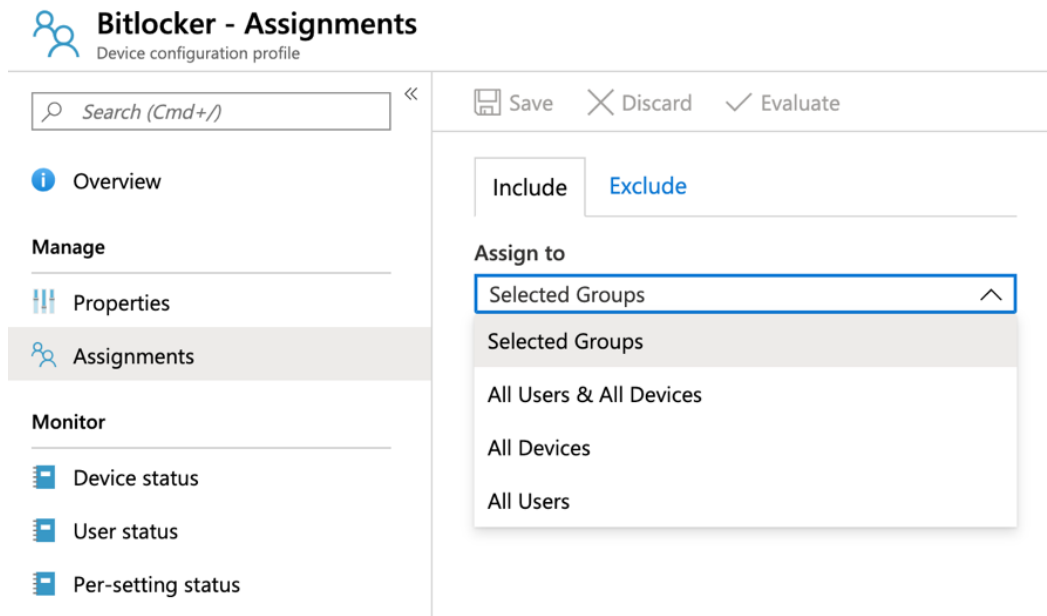 Bitlocker - Assignments
Device configuration profile
Search (Cmd+/)
Overview
Manage
Properties
Assignments
Monitor
Device status
User status
Per-setting status
Save Discard Evaluate
Include Exclude
Assign to
Selected Groups
Selected Groups
All Users & All Devices
All Devices
All Users